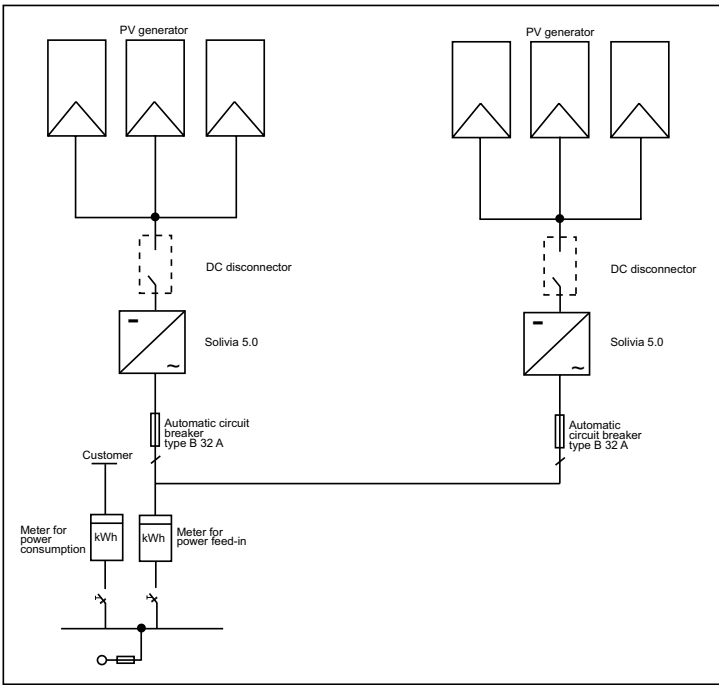 PV generator
PV generator
DC disconnector
DC disconnector
Solivia 5.0
Solivia 5.0
~
~
Automatic circuit
breaker
type B 32 A
Automatic
circuit breaker
type B 32 A
Customer
Meter for
power
consumption
kWh
kWh
Meter for
power feed-in